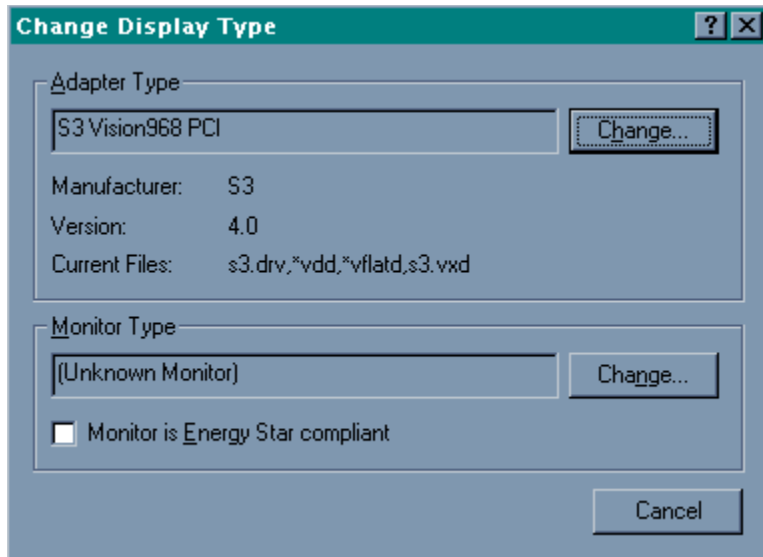 Change Display Type
Adapter Type
S3 Vision968 PCI
Change...
Manufacturer: S3
Version: 4.0
Current Files: s3.drv,*vdd,*vflatd,s3.vxd
Monitor Type
(Unknown Monitor)
Change...
Monitor is Energy Star compliant
Cancel